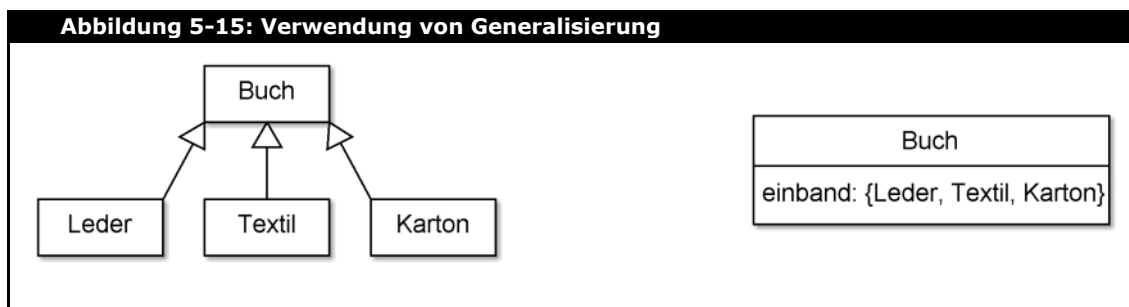 Abbildung 5-15: Verwendung von Generalisierung
Buch
Leder
Textil
Karton
Buch
einband: {Leder, Textil, Karton}